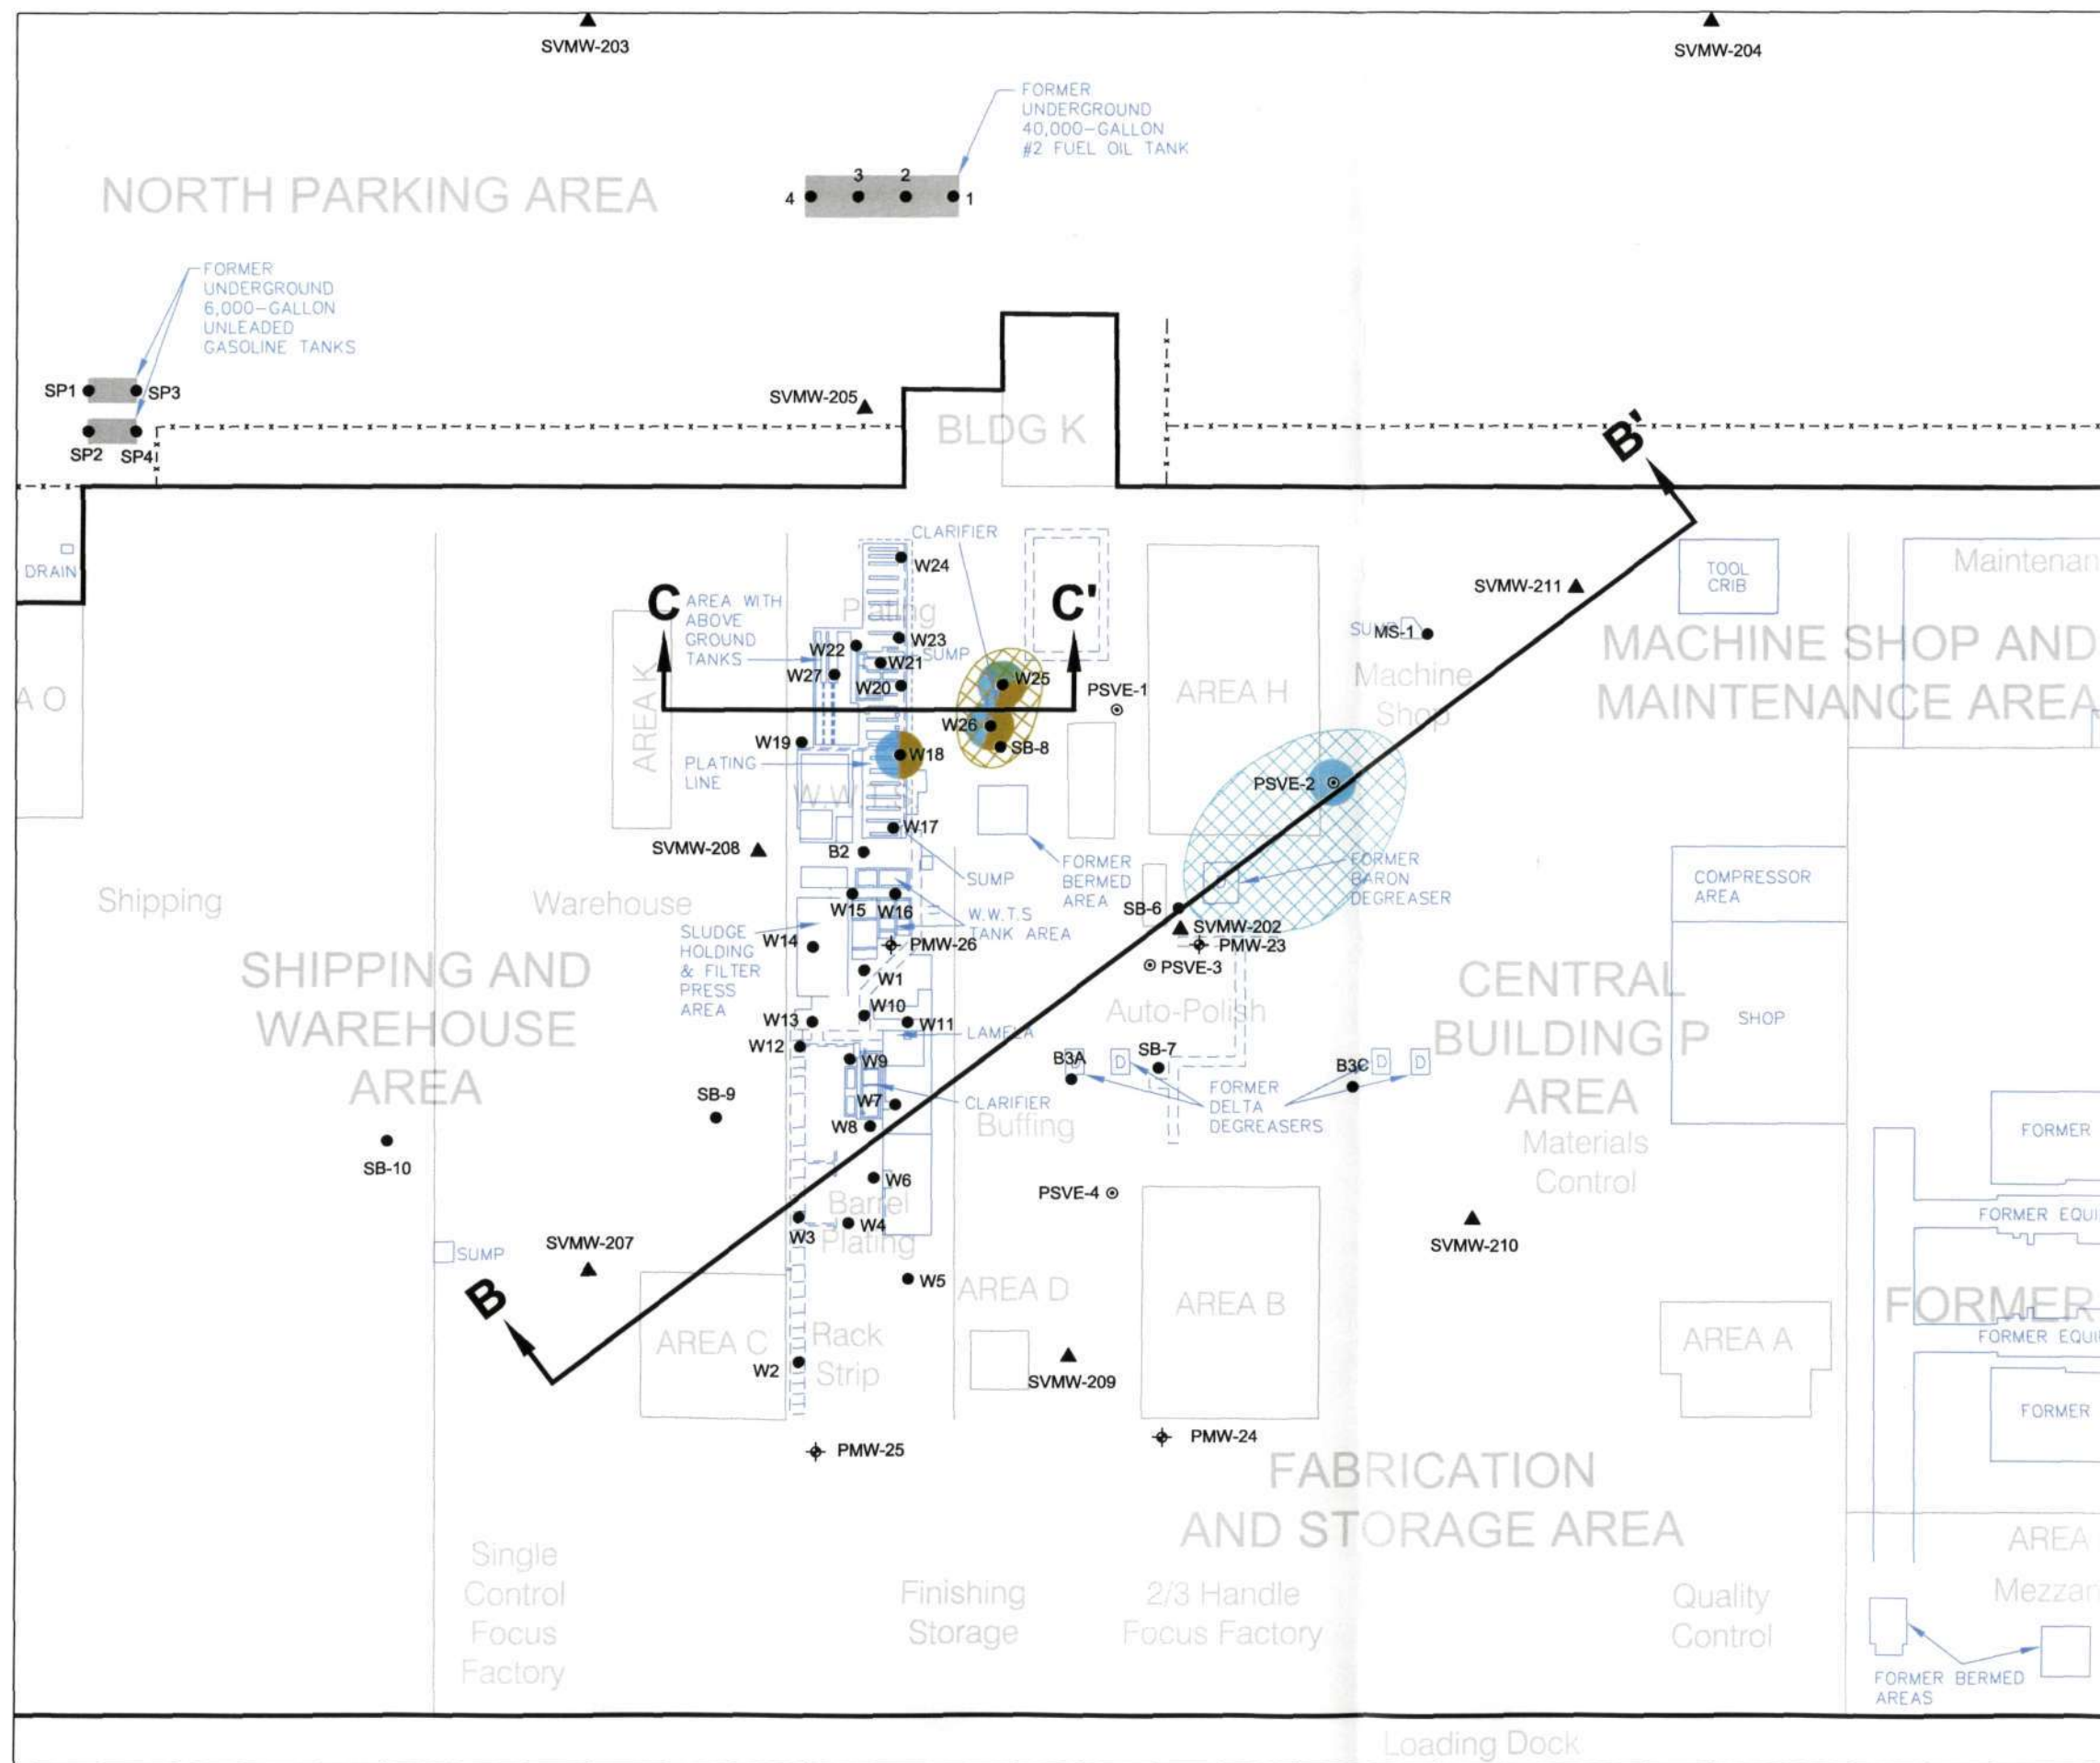 SVMW-203
SVMW-204
FORMER
UNDERGROUND
40,000-GALLON
#2 FUEL OIL TANK
NORTH PARKING AREA
4
3
2
1
FORMER
UNDERGROUND
6,000-GALLON
UNLEADED
GASOLINE TANKS
SP1
SP3
SP2
SP4
SVMW-205
BLDG K
B'
DRAIN
CLARIFIER
W24
TOOL
CRIB
Maintenan
SVMW-211
C
AREA WITH
ABOVE
GROUND
TANKS
Plating
C'
W23
W22
W21
SUMP
W27
W20
W25
SUMP
MS-1
MACHINE SHOP AND
MAINTENANCE AREA
A O
AREA K
PSVE-1
AREA H
Machine
Shop
W26
SB-8
W19
W18
PLATING
LINE
W.W.T.S
PSVE-2
W17
SVMW-208
B2
SUMP
FORMER
BERMED
AREA
FORMER
BARON
DEGREASER
D
COMPRESSOR
AREA
Shipping
Warehouse
W15
W16
SB-6
W.W.T.S
TANK AREA
SVMW-202
SLUDGE
HOLDING
& FILTER
PRESS
AREA
W14
PMW-26
PMW-23
PSVE-3
SHIPPING AND
WAREHOUSE
AREA
W1
W10
W13
W11
LAMELLA
Auto-Polish
CENTRAL
BUILDING P
AREA
SHOP
W12
W9
B3A
D
D
SB-7
B3C
D
D
FORMER
DELTA
DEGREASERS
SB-9
W7
CLARIFIER
W8
Buffing
SB-10
Materials
Control
FORMER
W6
Barrel
Plating
PSVE-4
W3
W4
FORMER EQUI
SUMP
SVMW-207
SVMW-210
B
W5
AREA D
AREA B
FORMER
AREA C
Rack
Strip
AREA A
FORMER EQUI
W2
SVMW-209
FORMER
PMW-25
PMW-24
FABRICATION
AND STORAGE AREA
AREA
Single
Control
Focus
Factory
Finishing
Storage
2/3 Handle
Focus Factory
Quality
Control
Mezzan
FORMER BERMED
AREAS
Loading Dock